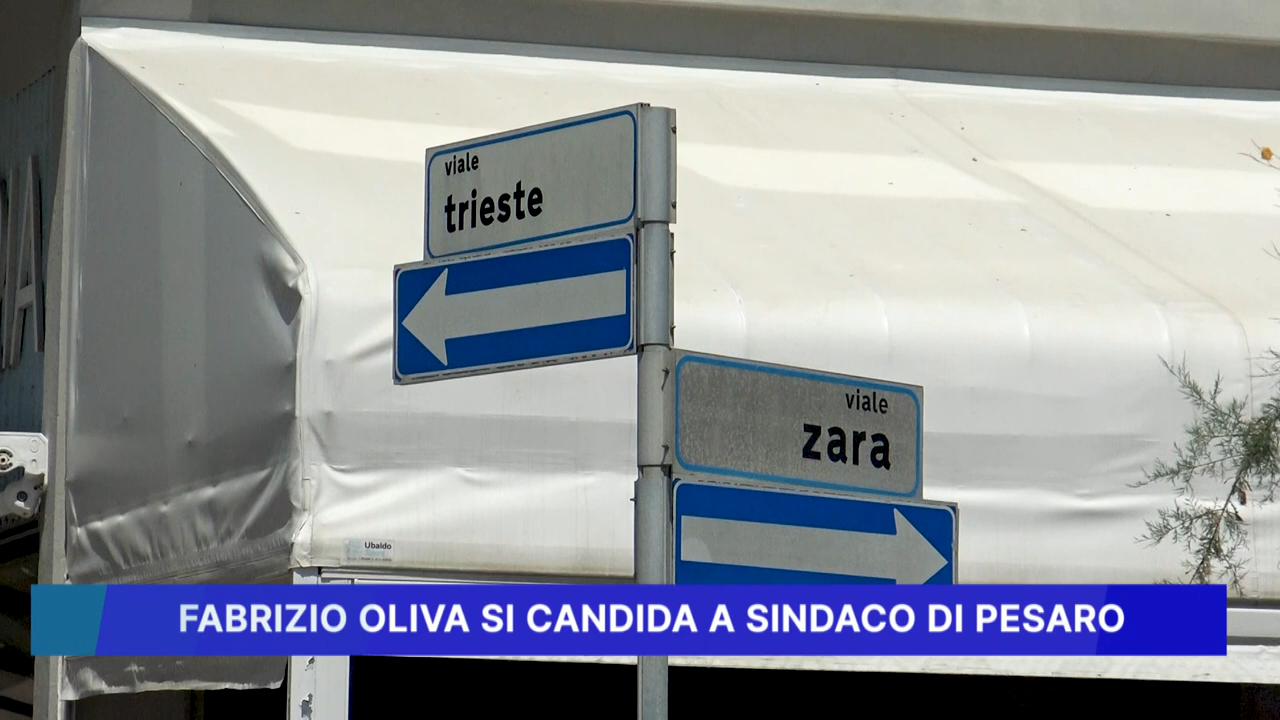 viale
trieste
viale
zara
Ubaldo
FABRIZIO OLIVA SI CANDIDA A SINDACO DI PESARO